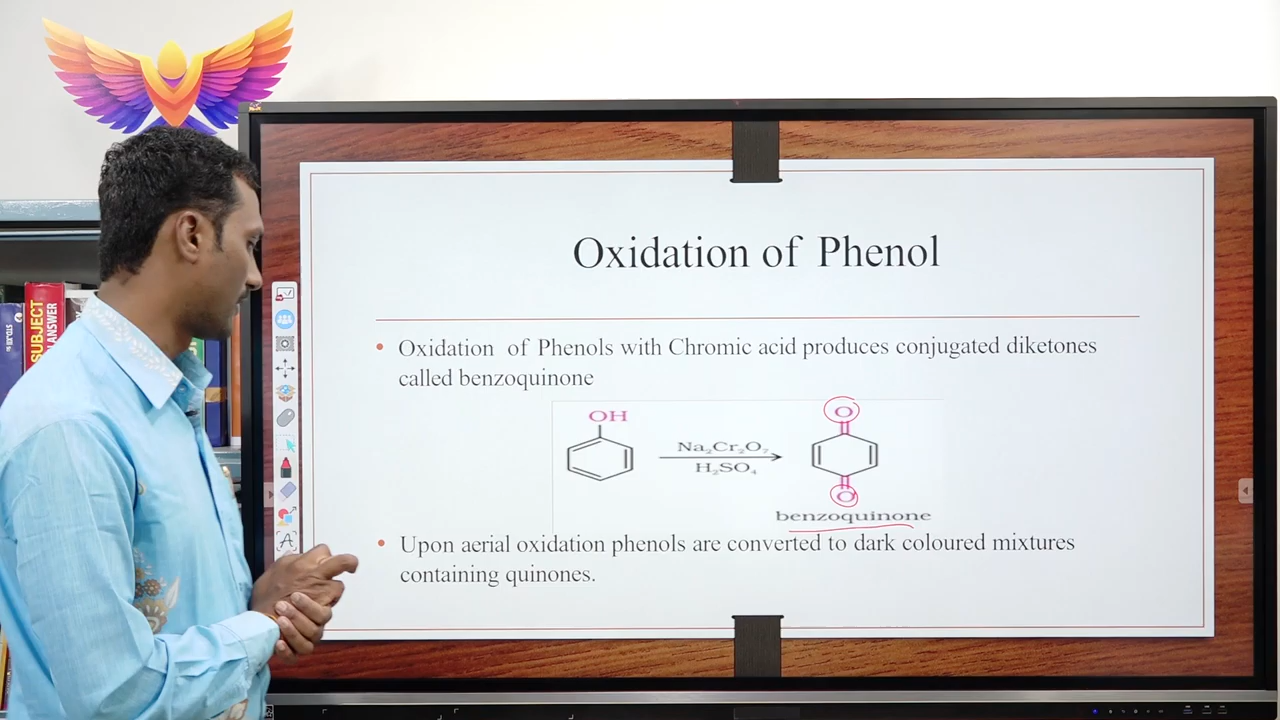 Oxidation of Phenol
Oxidation of Phenols with Chromic acid produces conjugated diketones
called benzoquinone
OH
O
Na₂Cr₂O₇
H₂SO₄
O
benzoquinone
Upon aerial oxidation phenols are converted to dark coloured mixtures
containing quinones.
SUBJECT
ANSWER
A